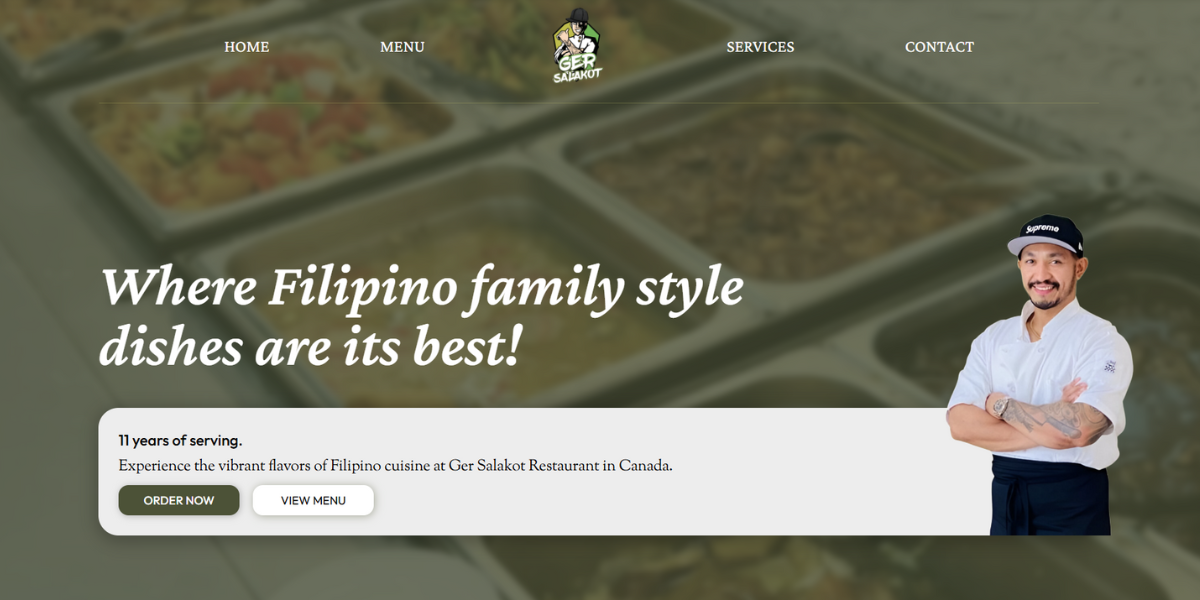 HOME
MENU
GER
SALAKOT
SERVICES
CONTACT
Where Filipino family style
dishes are its best!
Supreme
11 years of serving.
Experience the vibrant flavors of Filipino cuisine at Ger Salakot Restaurant in Canada.
ORDER NOW
VIEW MENU